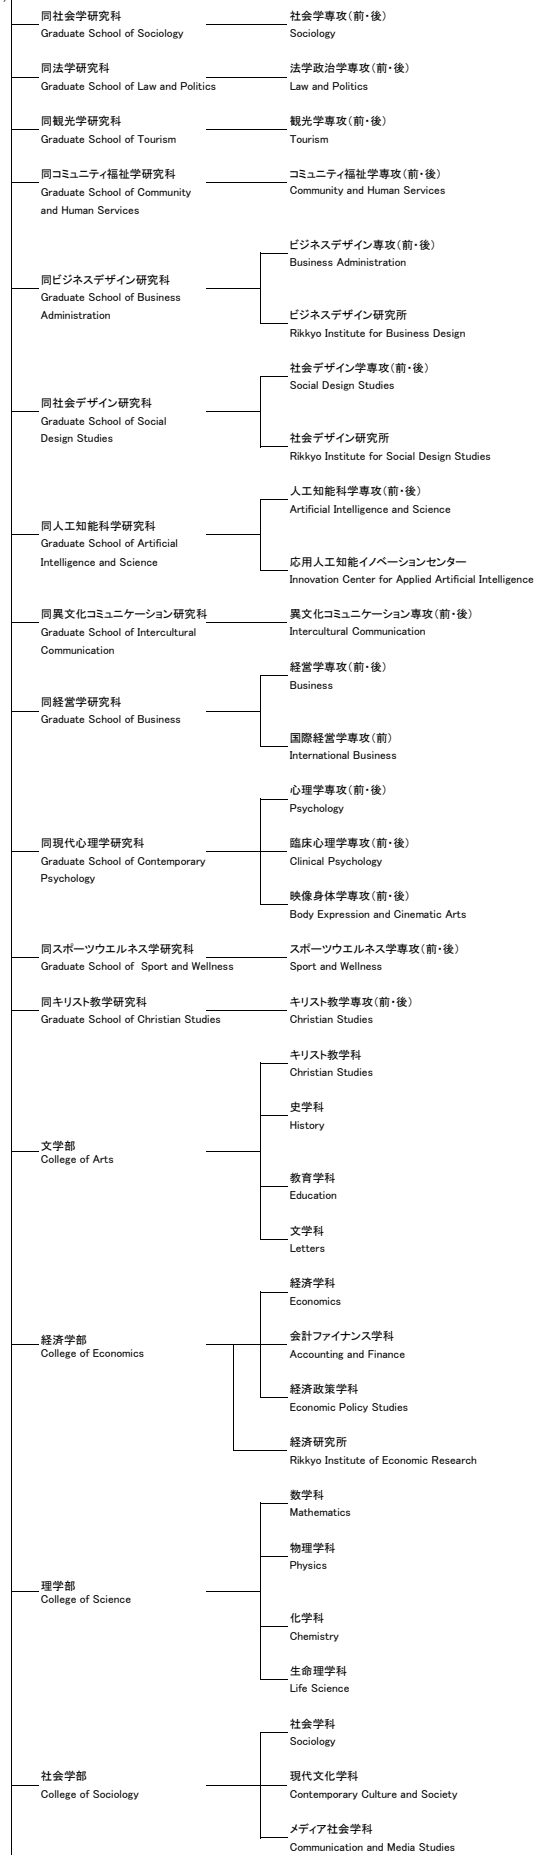 同社会学研究科
Graduate School of Sociology
社会学専攻(前・後)
Sociology
同法学研究科
Graduate School of Law and Politics
法学政治学専攻(前・後)
Law and Politics
同観光学研究科
Graduate School of Tourism
観光学専攻(前・後)
Tourism
同コミュニティ福祉学研究科
Graduate School of Community
and Human Services
コミュニティ福祉学専攻(前・後)
Community and Human Services
同ビジネスデザイン研究科
Graduate School of Business
Administration
ビジネスデザイン専攻(前・後)
Business Administration
ビジネスデザイン研究所
Rikkyo Institute for Business Design
同社会デザイン研究科
Graduate School of Social
Design Studies
社会デザイン学専攻(前・後)
Social Design Studies
社会デザイン研究所
Rikkyo Institute for Social Design Studies
同人工知能科学研究科
Graduate School of Artificial
Intelligence and Science
人工知能科学専攻(前・後)
Artificial Intelligence and Science
応用人工知能イノベーションセンター
Innovation Center for Applied Artificial Intelligence
同異文化コミュニケーション研究科
Graduate School of Intercultural
Communication
異文化コミュニケーション専攻(前・後)
Intercultural Communication
同経営学研究科
Graduate School of Business
経営学専攻(前・後)
Business
国際経営学専攻(前)
International Business
同現代心理学研究科
Graduate School of Contemporary
Psychology
心理学専攻(前・後)
Psychology
臨床心理学専攻(前・後)
Clinical Psychology
映像身体学専攻(前・後)
Body Expression and Cinematic Arts
同スポーツウエルネス学研究科
Graduate School of Sport and Wellness
スポーツウエルネス学専攻(前・後)
Sport and Wellness
同キリスト教学研究科
Graduate School of Christian Studies
キリスト教学専攻(前・後)
Christian Studies
文学部
College of Arts
キリスト教学科
Christian Studies
史学科
History
教育学科
Education
文学科
Letters
経済学部
College of Economics
経済学科
Economics
会計ファイナンス学科
Accounting and Finance
経済政策学科
Economic Policy Studies
経済研究所
Rikkyo Institute of Economic Research
理学部
College of Science
数学科
Mathematics
物理学科
Physics
化学科
Chemistry
生命理学科
Life Science
社会学部
College of Sociology
社会学科
Sociology
現代文化学科
Contemporary Culture and Society
メディア社会学科
Communication and Media Studies